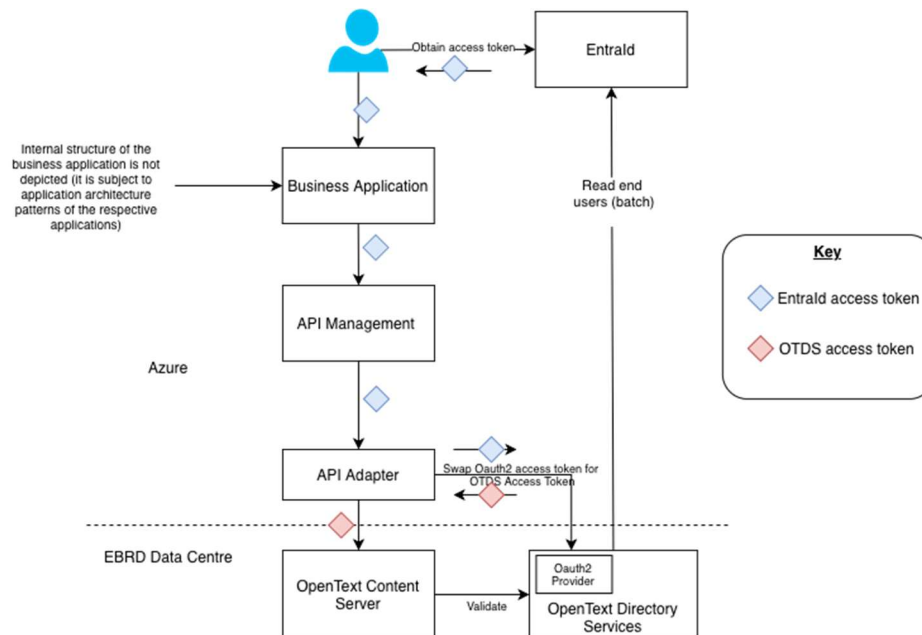 Obtain access token
EntraId
Internal structure of the
business application is not
depicted (it is subject to
application architecture
patterns of the respective
applications)
Business Application
Read end
users (batch)
Key
EntraId access token
OTDS access token
API Management
Azure
API Adapter
Swap Oauth2 access token for
OTDS Access Token
EBRD Data Centre
OpenText Content
Server
Validate
Oauth2
Provider
OpenText Directory
Services